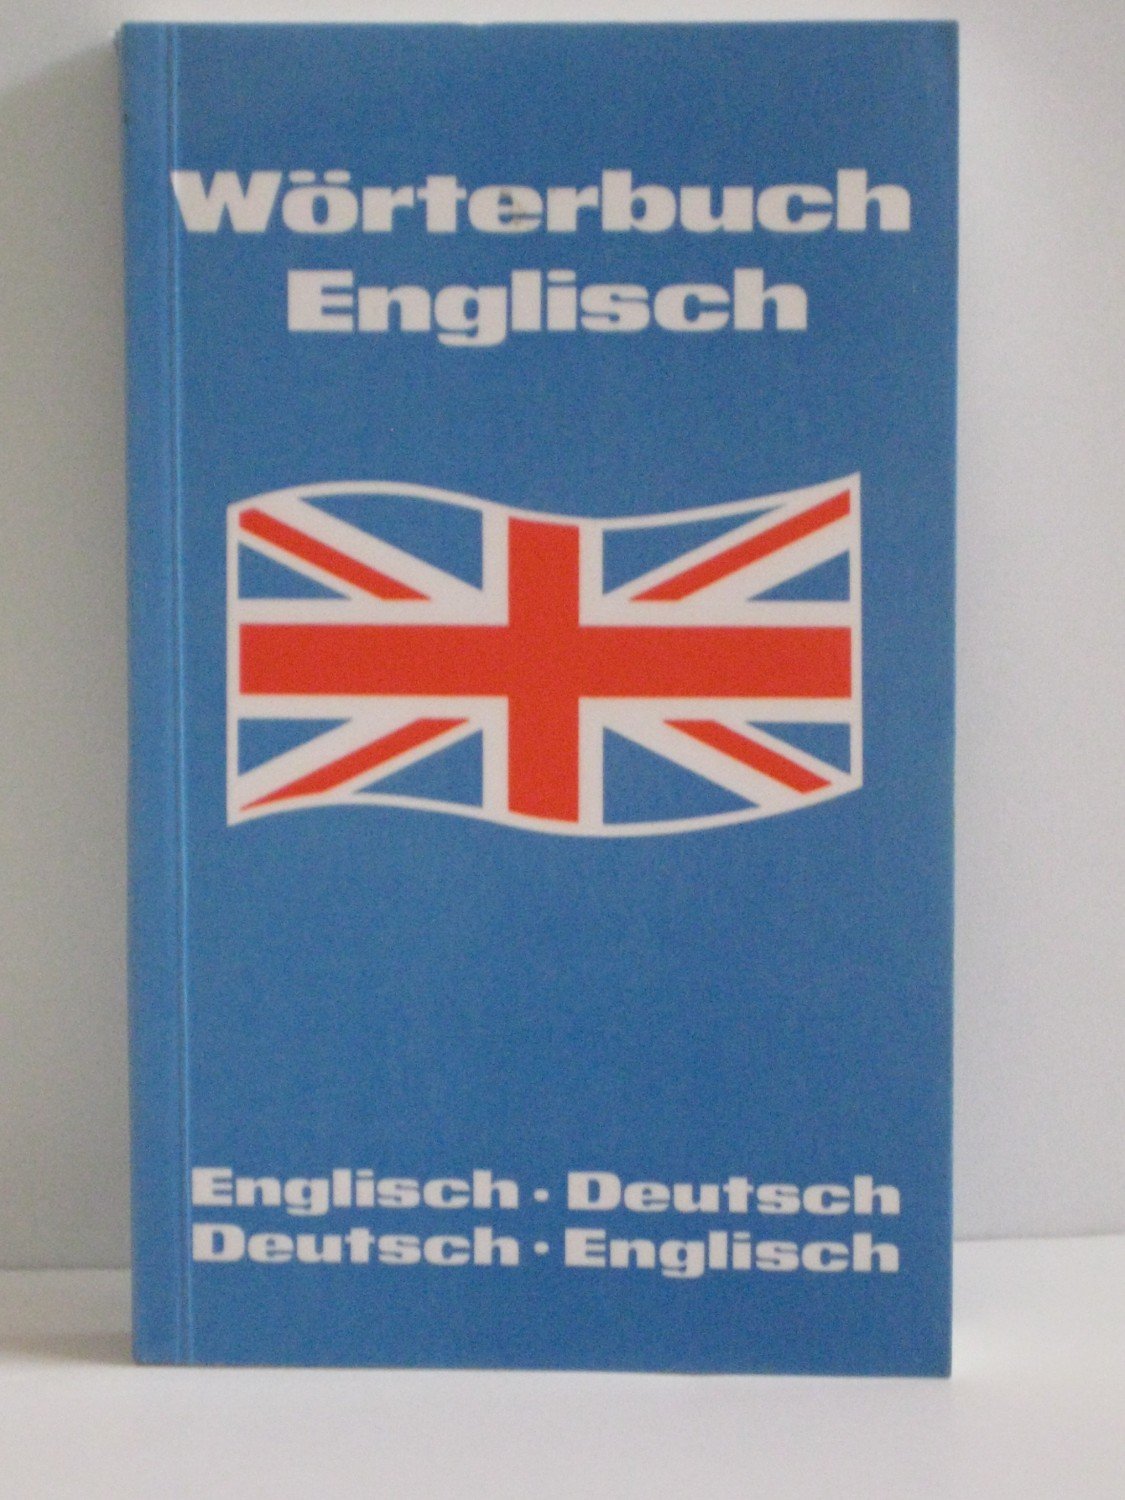 Wörterbuch
Englisch
Englisch · Deutsch
Deutsch · Englisch